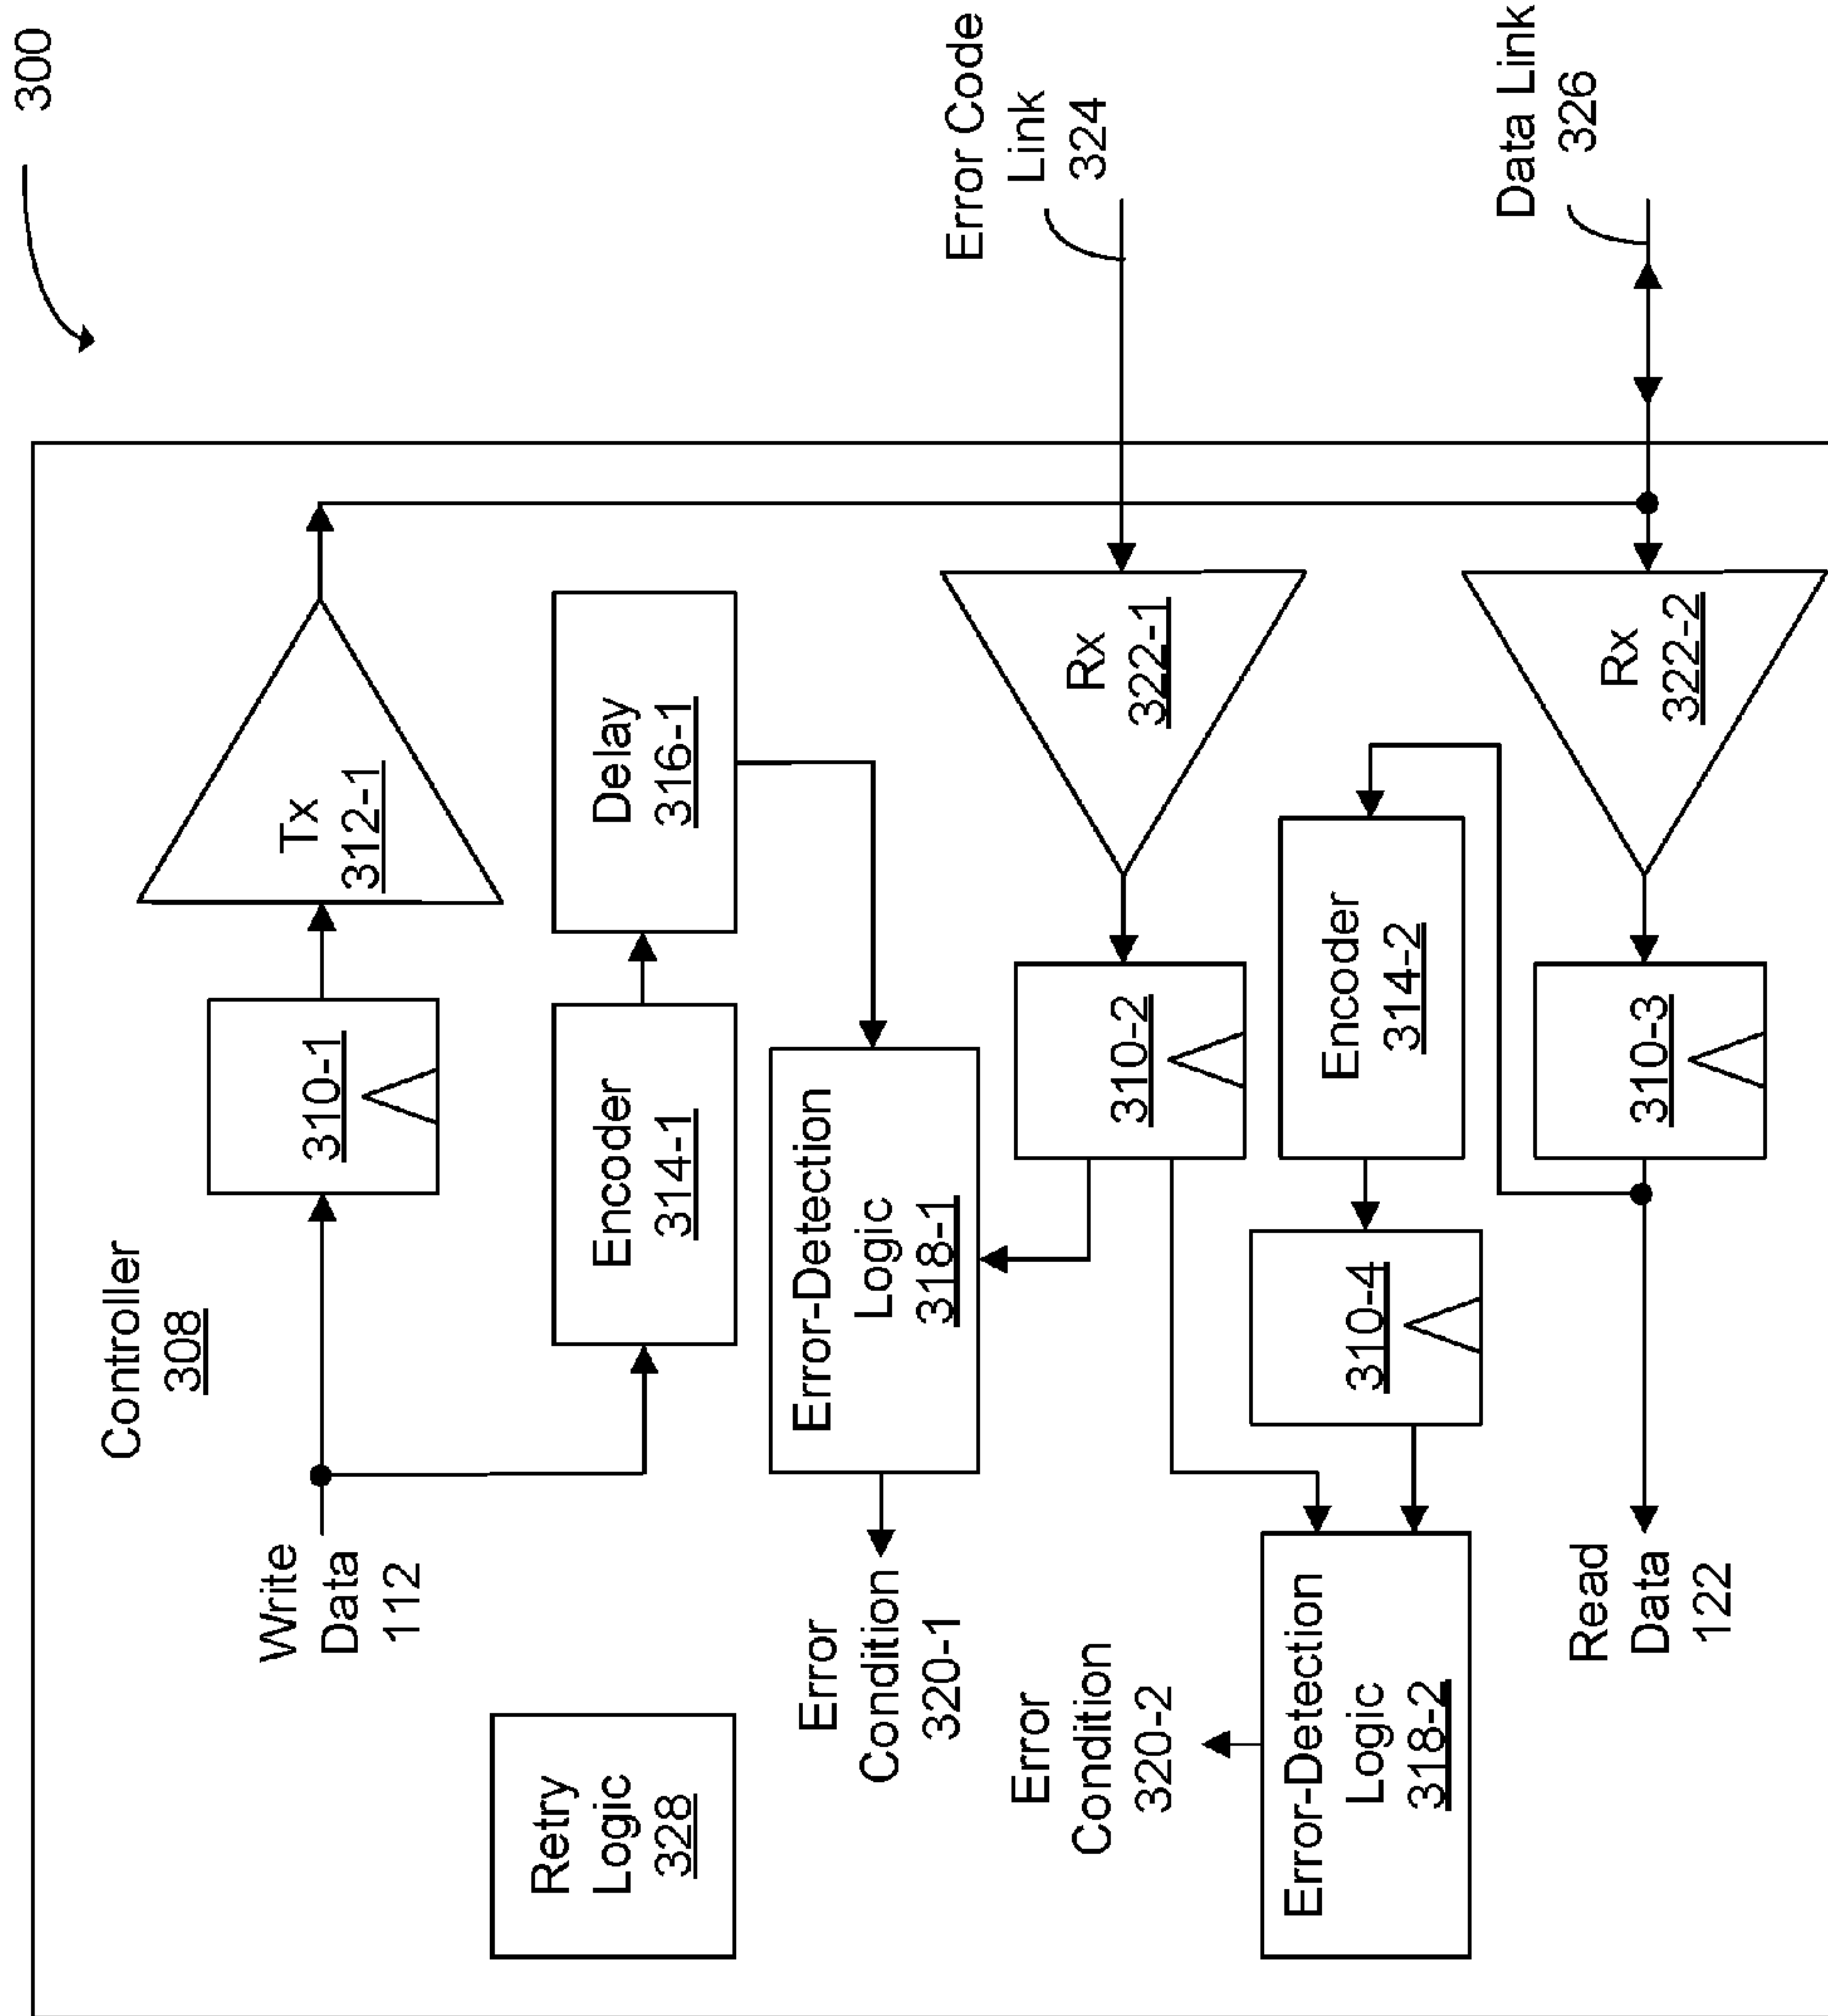 300
Controller
308
Write
Data
112
310-1
Tx
312-1
Retry
Logic
328
Encoder
314-1
Delay
316-1
Error
Condition
320-1
Error-Detection
Logic
318-1
Error Code
Link
324
Rx
322-1
310-2
Error
Condition
320-2
Error-Detection
Logic
318-2
310-4
Encoder
314-2
Data Link
326
Rx
322-2
310-3
Read
Data
122